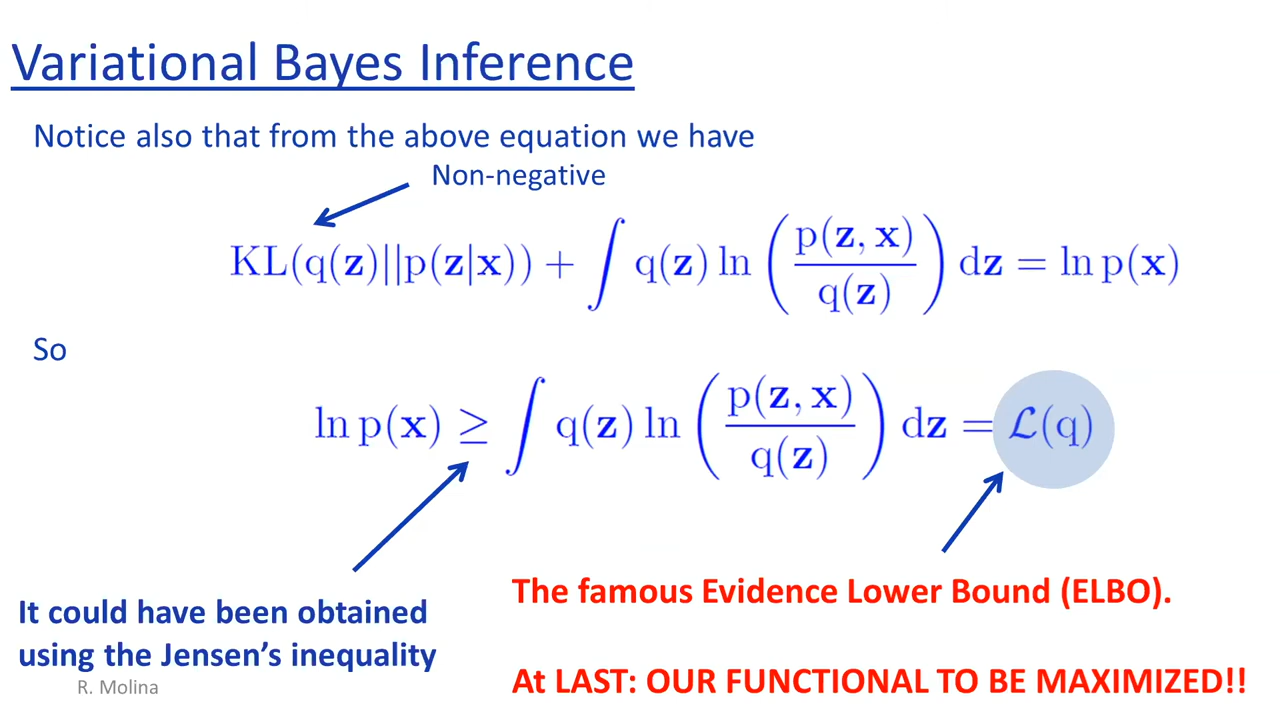 Variational Bayes Inference
Notice also that from the above equation we have
Non-negative
KL(q(𝐳)||p(𝐳|𝐱)) + ∫ q(𝐳) ln ( p(𝐳, 𝐱) / q(𝐳) ) d𝐳 = ln p(𝐱)
So
ln p(𝐱) ≥ ∫ q(𝐳) ln ( p(𝐳, 𝐱) / q(𝐳) ) d𝐳 = ℒ(q)
It could have been obtained
using the Jensen’s inequality
The famous Evidence Lower Bound (ELBO).
At LAST: OUR FUNCTIONAL TO BE MAXIMIZED!!
R. Molina